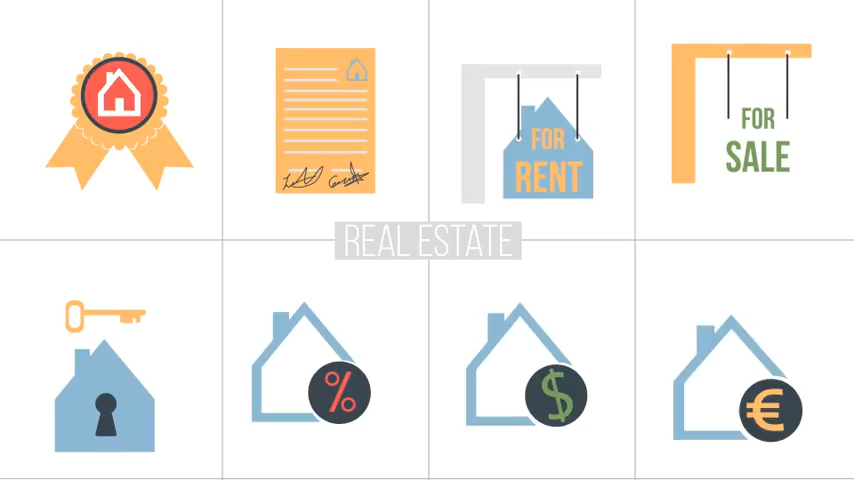 FOR
RENT
FOR
SALE
REAL ESTATE
%
$
€